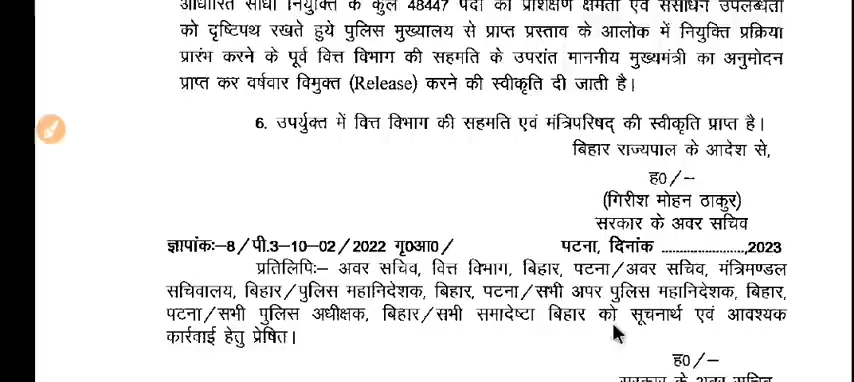 आधारित सीधी नियुक्ति के कुल 48447 पदों को प्रशिक्षण क्षमता एवं संसाधन उपलब्धता
को दृष्टिपथ रखते हुये पुलिस मुख्यालय से प्राप्त प्रस्ताव के आलोक में नियुक्ति प्रक्रिया
प्रारंभ करने के पूर्व वित्त विभाग की सहमति के उपरांत माननीय मुख्यमंत्री का अनुमोदन
प्राप्त कर वर्षवार विमुक्त (Release) करने की स्वीकृति दी जाती है।
6. उपर्युक्त में वित्त विभाग की सहमति एवं मंत्रिपरिषद् की स्वीकृति प्राप्त है।
बिहार राज्यपाल के आदेश से,
ह0/-
(गिरीश मोहन ठाकुर)
सरकार के अवर सचिव
ज्ञापांकः-8/पी.3-10-02/2022 गृ0आ0/ पटना, दिनांक ....................,2023
प्रतिलिपिः- अवर सचिव, वित्त विभाग, बिहार, पटना/अवर सचिव, मंत्रिमण्डल
सचिवालय, बिहार/पुलिस महानिदेशक, बिहार, पटना/सभी अपर पुलिस महानिदेशक, बिहार,
पटना/सभी पुलिस अधीक्षक, बिहार/सभी समादेष्टा बिहार को सूचनार्थ एवं आवश्यक
कार्रवाई हेतु प्रेषित।
ह0/-
सरकार के अवर सचिव